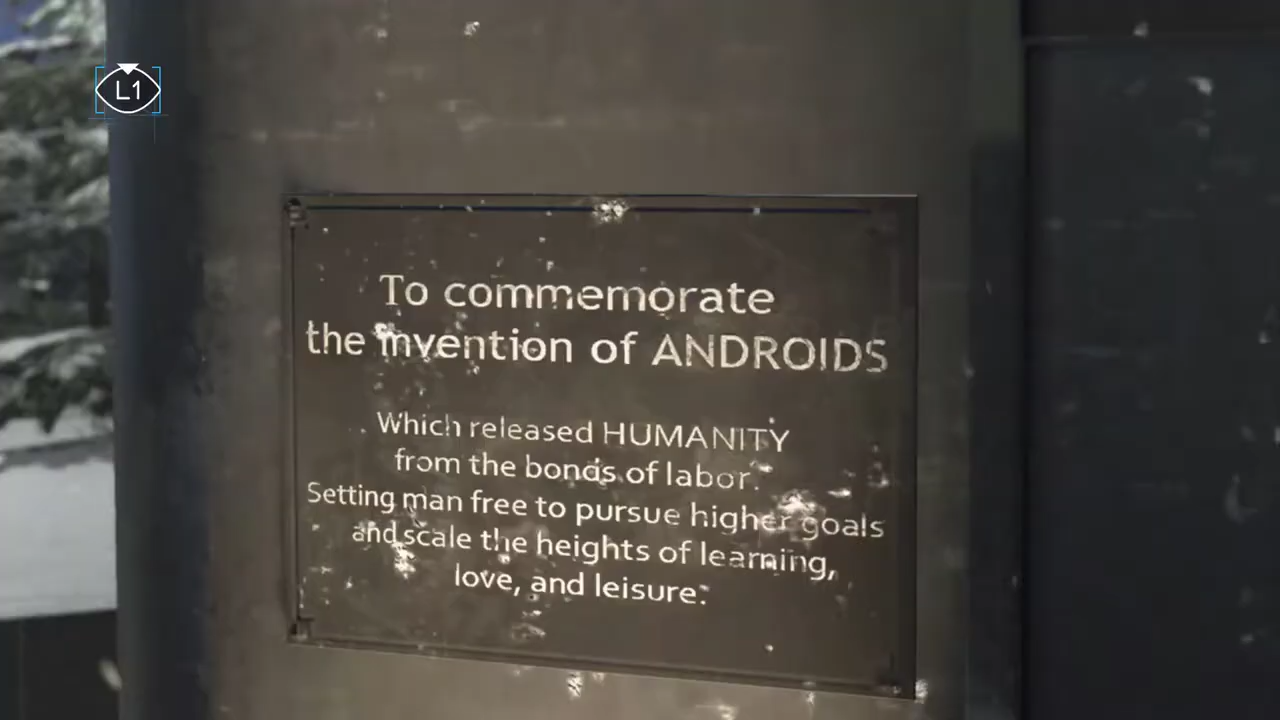 L1
To commemorate
the invention of ANDROIDS
Which released HUMANITY
from the bonds of labor.
Setting man free to pursue higher goals
and scale the heights of learning,
love, and leisure.